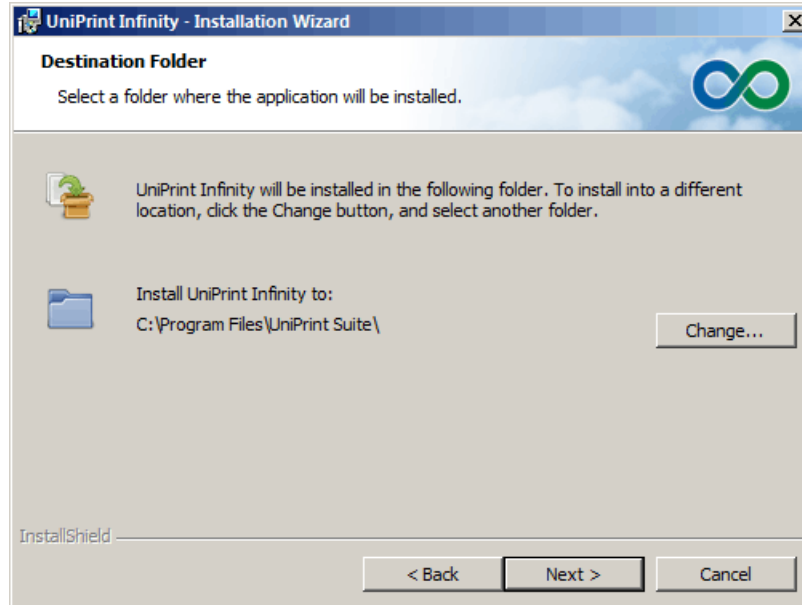 UniPrint Infinity - Installation Wizard
Destination Folder
Select a folder where the application will be installed.
UniPrint Infinity will be installed in the following folder. To install into a different
location, click the Change button, and select another folder.
Install UniPrint Infinity to:
C:\Program Files\UniPrint Suite\
Change...
InstallShield
< Back
Next >
Cancel